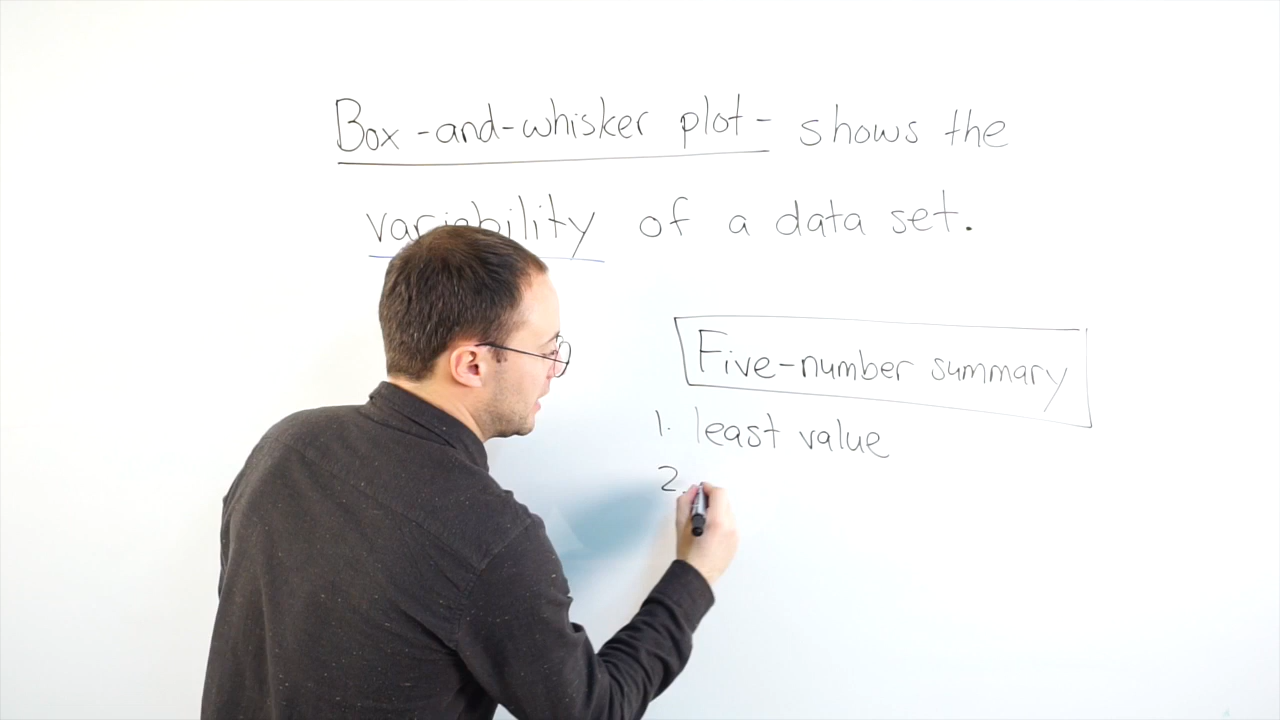 Box-and-whisker plot - shows the
variability of a data set.
Five-number summary
1. least value
2.